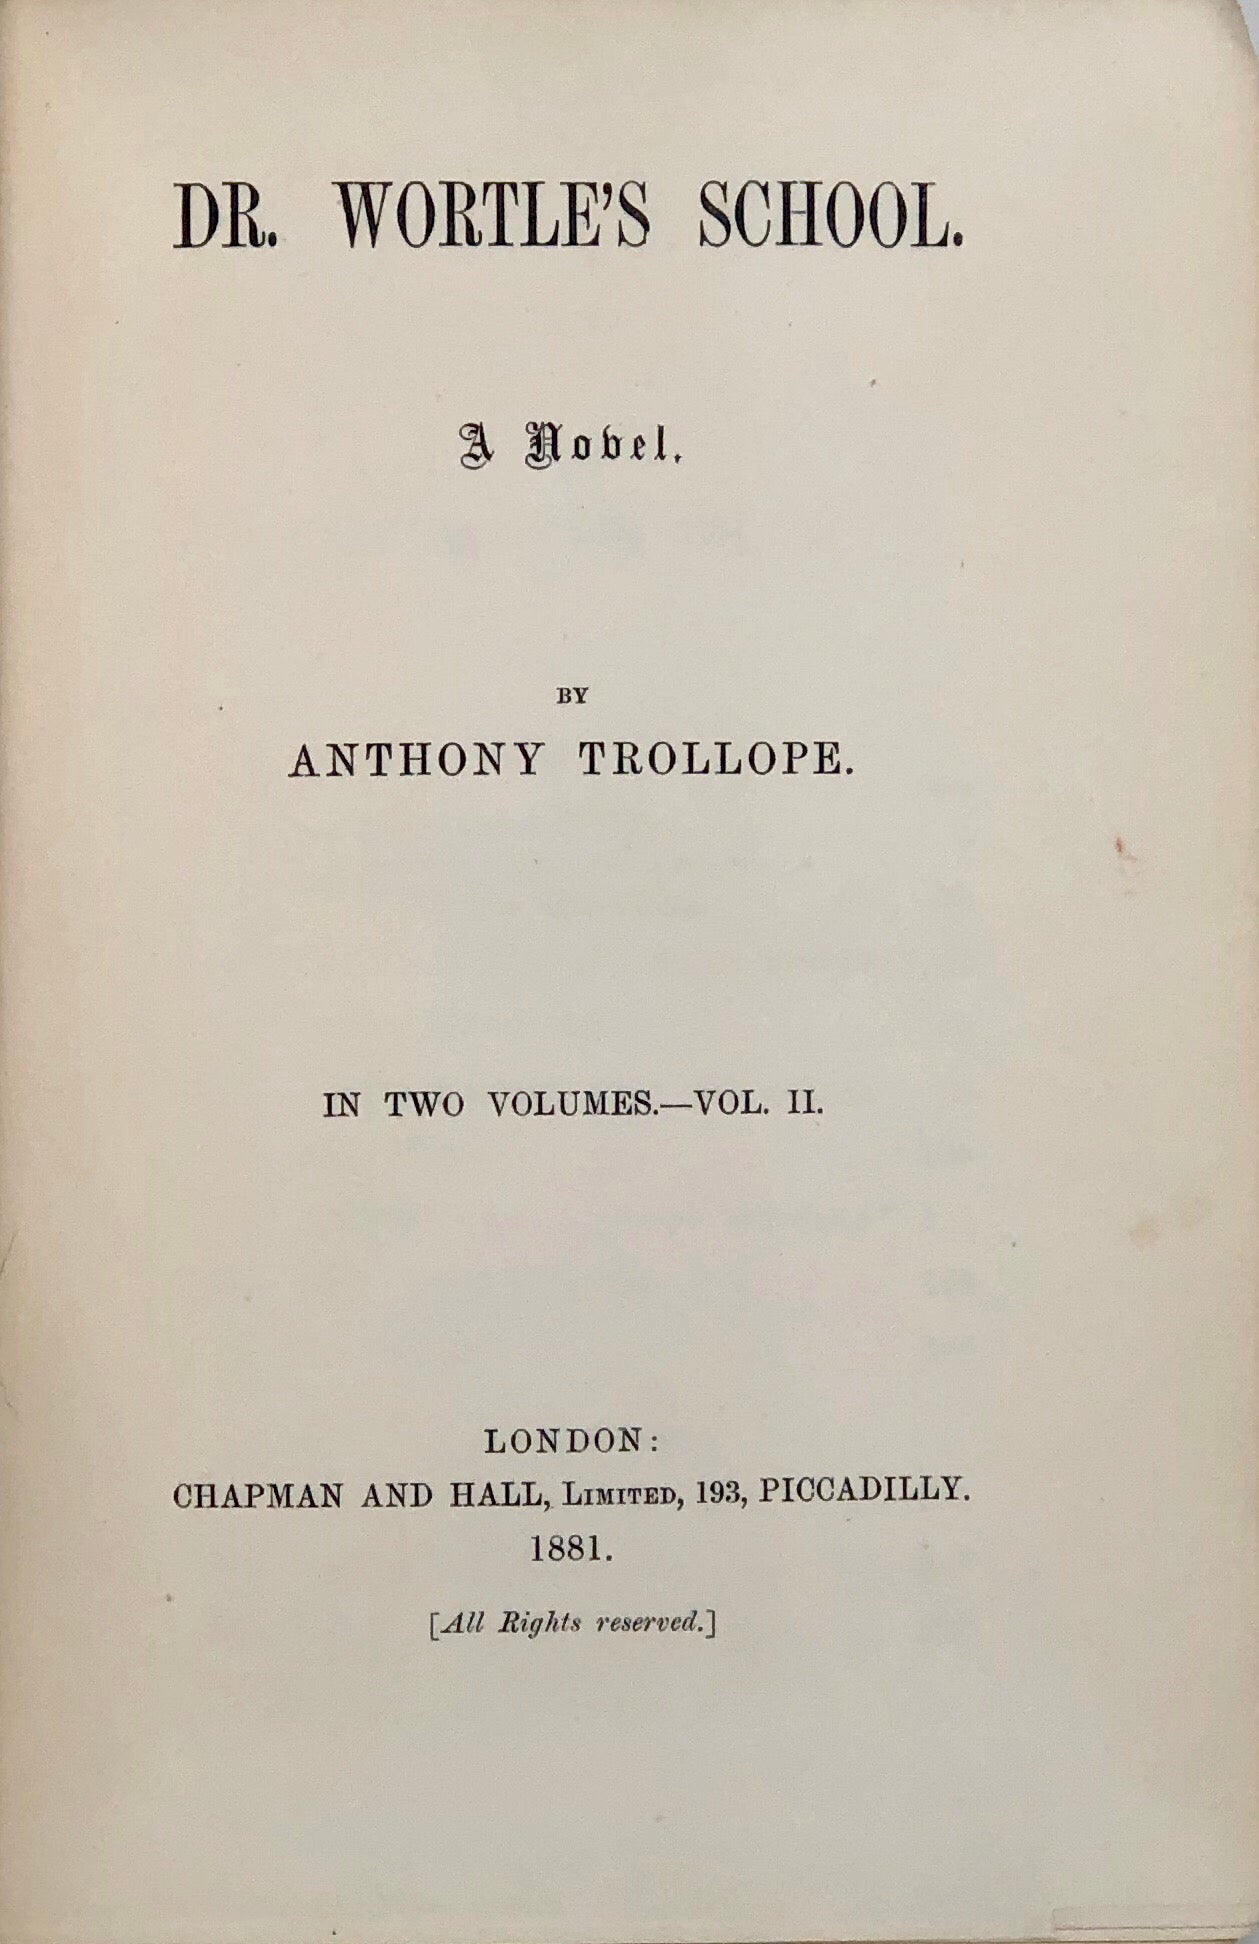 DR. WORTLE'S SCHOOL.
A Novel.
BY
ANTHONY TROLLOPE.
IN TWO VOLUMES.—VOL. II.
LONDON:
CHAPMAN AND HALL, LIMITED, 193, PICCADILLY.
1881.
[All Rights reserved.]